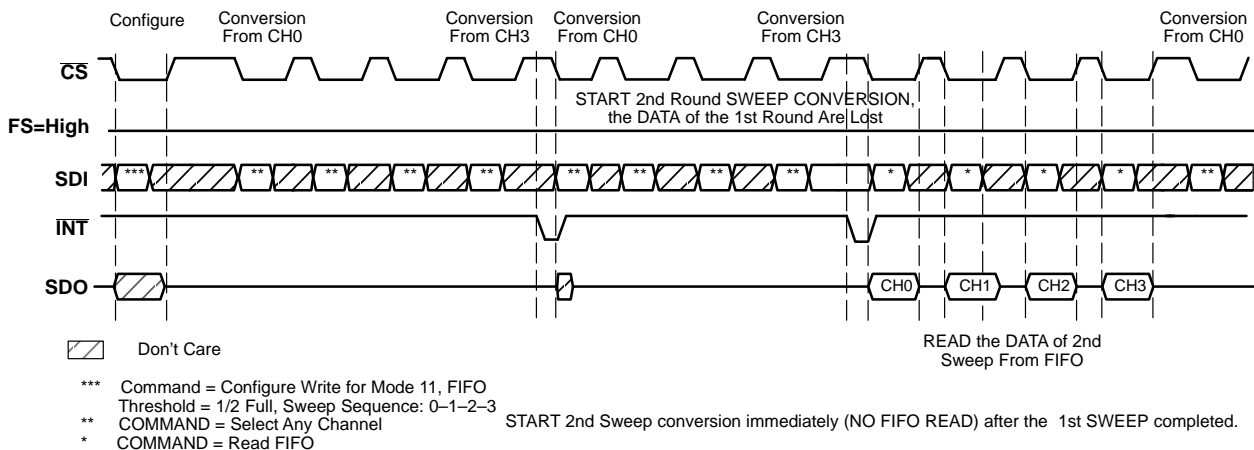 Configure
Conversion
From CH0
Conversion
From CH3
Conversion
From CH0
Conversion
From CH3
Conversion
From CH0
CS
START 2nd Round SWEEP CONVERSION,
the DATA of the 1st Round Are Lost
FS=High
SDI
*** ** ** ** ** ** ** ** ** * * * * **
INT
SDO
CH0 CH1 CH2 CH3
READ the DATA of 2nd
Sweep From FIFO
Don't Care
*** Command = Configure Write for Mode 11, FIFO
Threshold = 1/2 Full, Sweep Sequence: 0–1–2–3
** COMMAND = Select Any Channel
* COMMAND = Read FIFO
START 2nd Sweep conversion immediately (NO FIFO READ) after the 1st SWEEP completed.